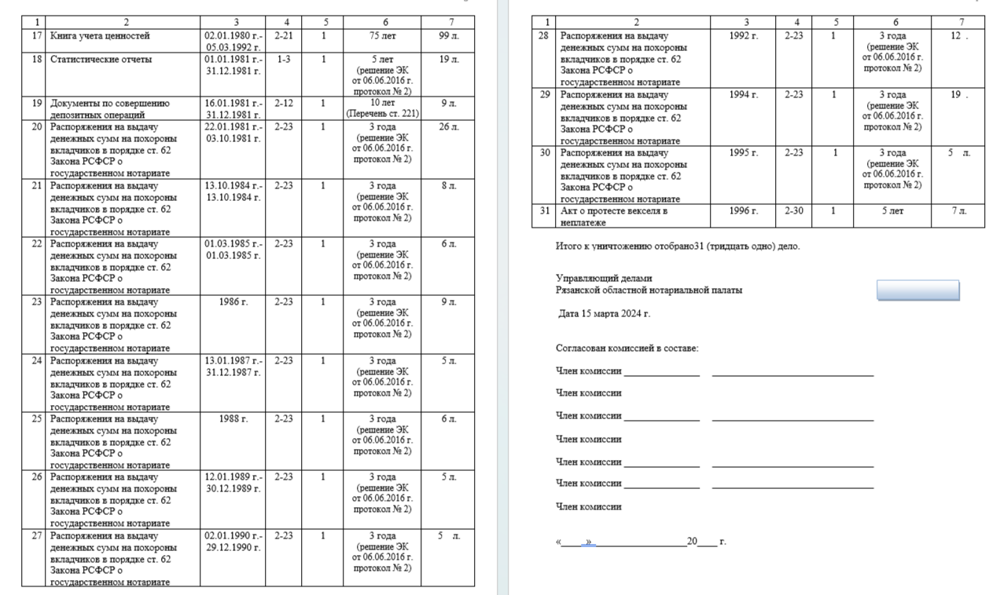 1 2 3 4 5 6 7
17 Книга учета ценностей 02.01.1980 г.- 2-21 1 75 лет 99 л.
05.03.1992 г.
18 Статистические отчеты 01.01.1981 г.- 1-3 1 5 лет 19 л.
31.12.1981 г. (решение ЭК
от 06.06.2016 г.
протокол № 2)
19 Документы по совершению 16.01.1981 г.- 2-12 1 10 лет 9 л.
депозитных операций 31.12.1981 г. (Перечень ст. 221)
20 Распоряжения на выдачу 22.01.1981 г.- 2-23 1 3 года 26 л.
денежных сумм на похороны 03.10.1981 г. (решение ЭК
вкладчиков в порядке ст. 62 от 06.06.2016 г.
Закона РСФСР о протокол № 2)
государственном нотариате
21 Распоряжения на выдачу 13.10.1984 г.- 2-23 1 3 года 8 л.
денежных сумм на похороны 13.10.1984 г. (решение ЭК
вкладчиков в порядке ст. 62 от 06.06.2016 г.
Закона РСФСР о протокол № 2)
государственном нотариате
22 Распоряжения на выдачу 01.03.1985 г.- 2-23 1 3 года 6 л.
денежных сумм на похороны 01.03.1985 г. (решение ЭК
вкладчиков в порядке ст. 62 от 06.06.2016 г.
Закона РСФСР о протокол № 2)
государственном нотариате
23 Распоряжения на выдачу 1986 г. 2-23 1 3 года 9 л.
денежных сумм на похороны (решение ЭК
вкладчиков в порядке ст. 62 от 06.06.2016 г.
Закона РСФСР о протокол № 2)
государственном нотариате
24 Распоряжения на выдачу 13.01.1987 г.- 2-23 1 3 года 5 л.
денежных сумм на похороны 31.12.1987 г. (решение ЭК
вкладчиков в порядке ст. 62 от 06.06.2016 г.
Закона РСФСР о протокол № 2)
государственном нотариате
25 Распоряжения на выдачу 1988 г. 2-23 1 3 года 6 л.
денежных сумм на похороны (решение ЭК
вкладчиков в порядке ст. 62 от 06.06.2016 г.
Закона РСФСР о протокол № 2)
государственном нотариате
26 Распоряжения на выдачу 12.01.1989 г.- 2-23 1 3 года 5 л.
денежных сумм на похороны 30.12.1989 г. (решение ЭК
вкладчиков в порядке ст. 62 от 06.06.2016 г.
Закона РСФСР о протокол № 2)
государственном нотариате
27 Распоряжения на выдачу 02.01.1990 г.- 2-23 1 3 года 5 л.
денежных сумм на похороны 29.12.1990 г. (решение ЭК
вкладчиков в порядке ст. 62 от 06.06.2016 г.
Закона РСФСР о протокол № 2)
государственном нотариате
1 2 3 4 5 6 7
28 Распоряжения на выдачу 1992 г. 2-23 1 3 года 12 .
денежных сумм на похороны (решение ЭК
вкладчиков в порядке ст. 62 от 06.06.2016 г.
Закона РСФСР о протокол № 2)
государственном нотариате
29 Распоряжения на выдачу 1994 г. 2-23 1 3 года 19 .
денежных сумм на похороны (решение ЭК
вкладчиков в порядке ст. 62 от 06.06.2016 г.
Закона РСФСР о протокол № 2)
государственном нотариате
30 Распоряжения на выдачу 1995 г. 2-23 1 3 года 5 л.
денежных сумм на похороны (решение ЭК
вкладчиков в порядке ст. 62 от 06.06.2016 г.
Закона РСФСР о протокол № 2)
государственном нотариате
31 Акт о протесте векселя в 1996 г. 2-30 1 5 лет 7 л.
неплатеже
Итого к уничтожению отобрано31 (тридцать одно) дело.
Управляющий делами
Рязанской областной нотариальной палаты
Дата 15 марта 2024 г.
Согласован комиссией в составе:
Член комиссии
Член комиссии
Член комиссии
Член комиссии
Член комиссии
Член комиссии
Член комиссии
«____»__________________20____ г.